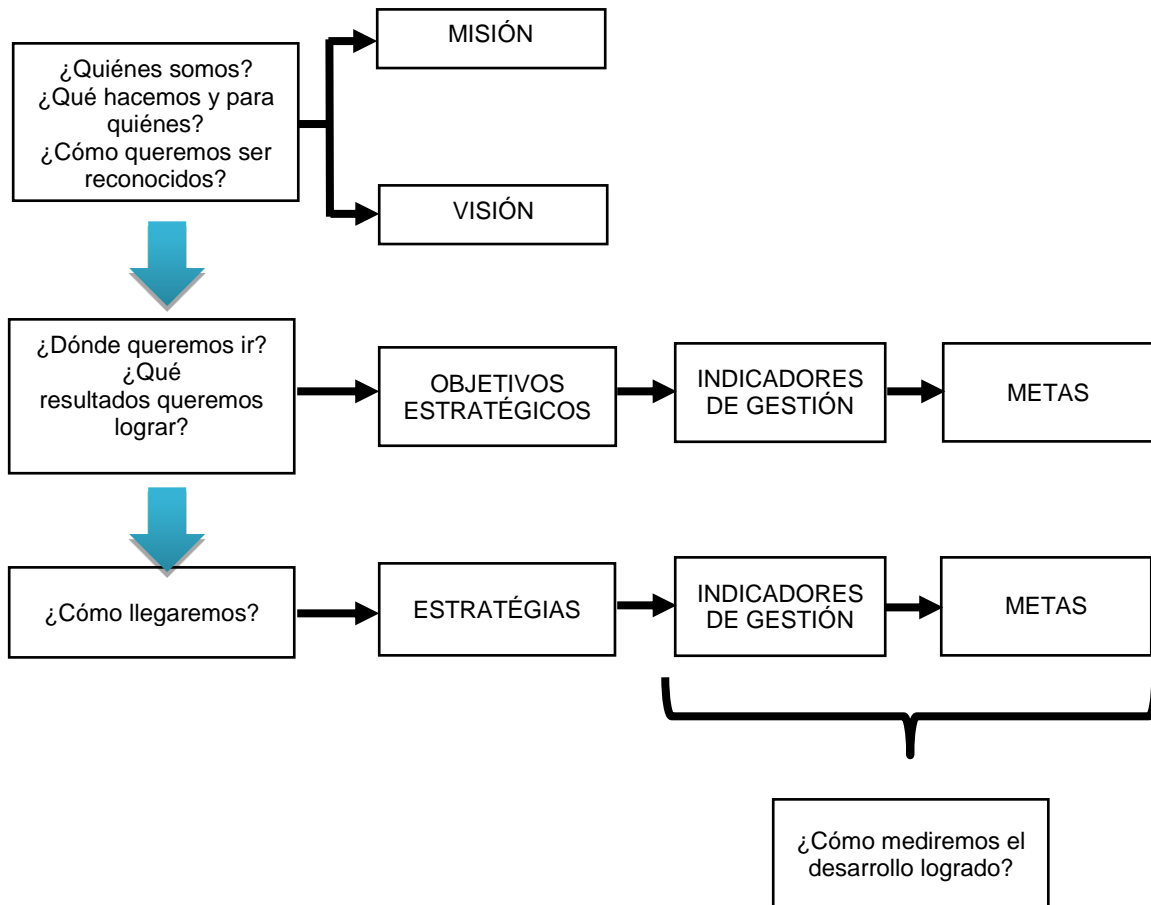 MISIÓN
¿Quiénes somos?
¿Qué hacemos y para
quiénes?
¿Cómo queremos ser
reconocidos?
VISIÓN
¿Dónde queremos ir?
¿Qué
resultados queremos
lograr?
OBJETIVOS
ESTRATÉGICOS
INDICADORES
DE GESTIÓN
METAS
¿Cómo llegaremos?
ESTRATÉGIAS
INDICADORES
DE GESTIÓN
METAS
¿Cómo mediremos el
desarrollo logrado?